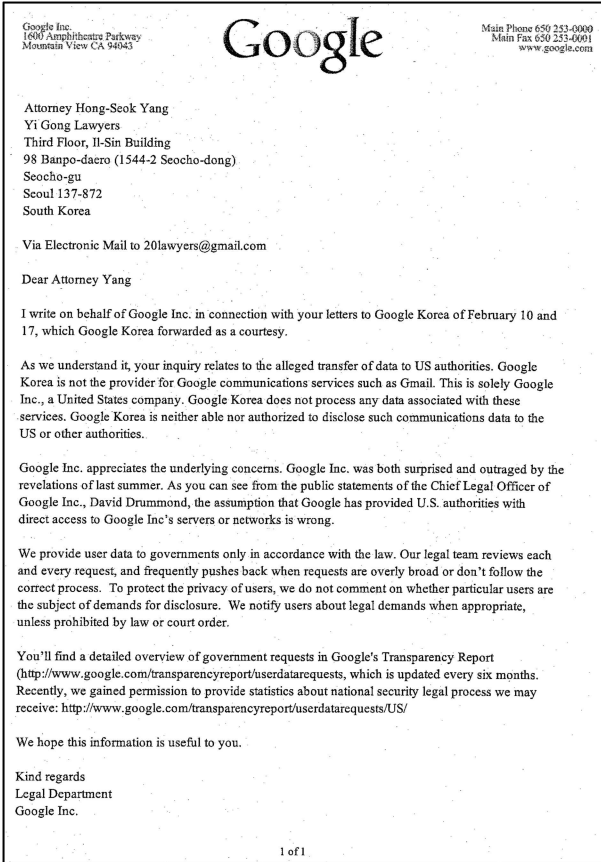 Google Inc.
1600 Amphitheatre Parkway
Mountain View CA 94043
Google
Main Phone 650 253-0000
Main Fax 650 253-0001
www.google.com
Attorney Hong-Seok Yang
Yi Gong Lawyers
Third Floor, Il-Sin Building
98 Banpo-daero (1544-2 Seocho-dong)
Seocho-gu
Seoul 137-872
South Korea
Via Electronic Mail to 20lawyers@gmail.com
Dear Attorney Yang
I write on behalf of Google Inc. in connection with your letters to Google Korea of February 10 and
17, which Google Korea forwarded as a courtesy.
As we understand it, your inquiry relates to the alleged transfer of data to US authorities. Google
Korea is not the provider for Google communications services such as Gmail. This is solely Google
Inc., a United States company. Google Korea does not process any data associated with these
services. Google Korea is neither able nor authorized to disclose such communications data to the
US or other authorities.
Google Inc. appreciates the underlying concerns. Google Inc. was both surprised and outraged by the
revelations of last summer. As you can see from the public statements of the Chief Legal Officer of
Google Inc., David Drummond, the assumption that Google has provided U.S. authorities with
direct access to Google Inc's servers or networks is wrong.
We provide user data to governments only in accordance with the law. Our legal team reviews each
and every request, and frequently pushes back when requests are overly broad or don't follow the
correct process. To protect the privacy of users, we do not comment on whether particular users are
the subject of demands for disclosure. We notify users about legal demands when appropriate,
unless prohibited by law or court order.
You'll find a detailed overview of government requests in Google's Transparency Report
(http://www.google.com/transparencyreport/userdatarequests, which is updated every six months.
Recently, we gained permission to provide statistics about national security legal process we may
receive: http://www.google.com/transparencyreport/userdatarequests/US/
We hope this information is useful to you.
Kind regards
Legal Department
Google Inc.
1 of 1